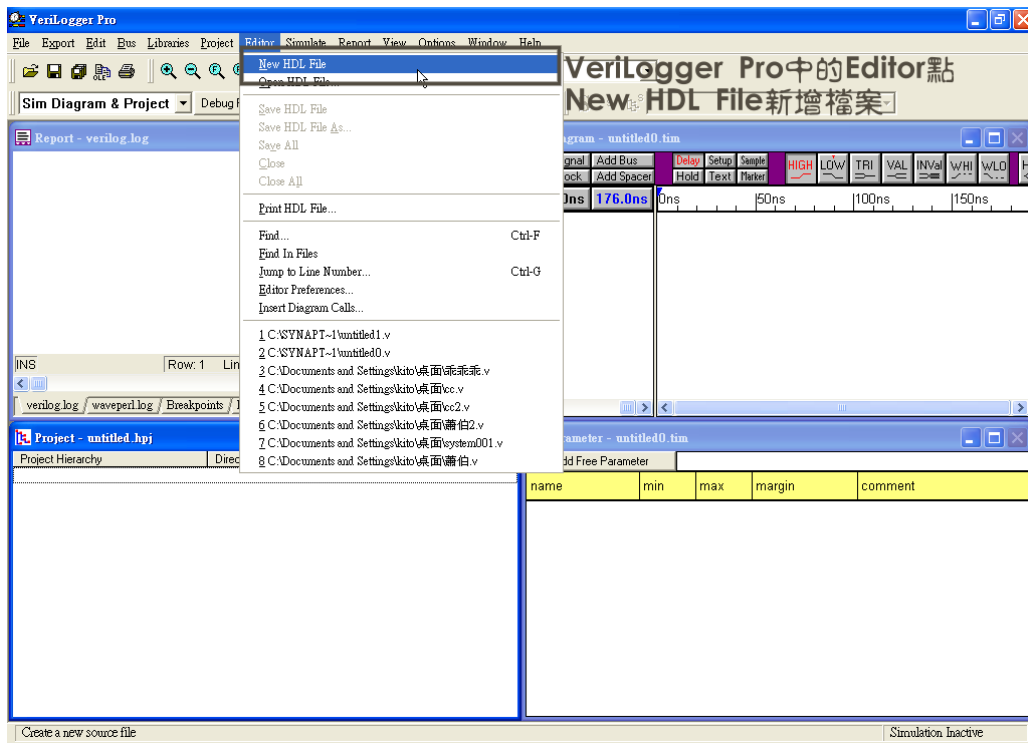 VeriLogger Pro
File Export Edit Bus Libraries Project Editor Simulate Report View Options Window Help
VeriLogger Pro中的Editor點
New HDL File新增檔案
Sim Diagram & Project
Debug
New HDL File
Open HDL File...
Save HDL File
Save HDL File As...
Save All
Close
Close All
Print HDL File...
Find... Ctrl-F
Find In Files
Jump to Line Number... Ctrl-G
Editor Preferences...
Insert Diagram Calls...
1 C:\SYNAPT~1\untitled1.v
2 C:\SYNAPT~1\untitled0.v
3 C:\Documents and Settings\kito\桌面\乖乖乖.v
4 C:\Documents and Settings\kito\桌面\cc.v
5 C:\Documents and Settings\kito\桌面\cc2.v
6 C:\Documents and Settings\kito\桌面\蕭伯2.v
7 C:\Documents and Settings\kito\桌面\system001.v
8 C:\Documents and Settings\kito\桌面\蕭伯.v
Report - verilog.log
INS Row: 1
verilog.log waveperl.log Breakpoints
untitled0.tim
Add Bus Delay Setup Sample HIGH LOW TRI VAL INVal WHI WLO
Add Spacer Hold Text Marker
176.0ns 0ns 50ns 100ns 150ns
Project - untitled.hpj
Project Hierarchy
untitled0.tim
Free Parameter
name min max margin comment
Create a new source file
Simulation Inactive